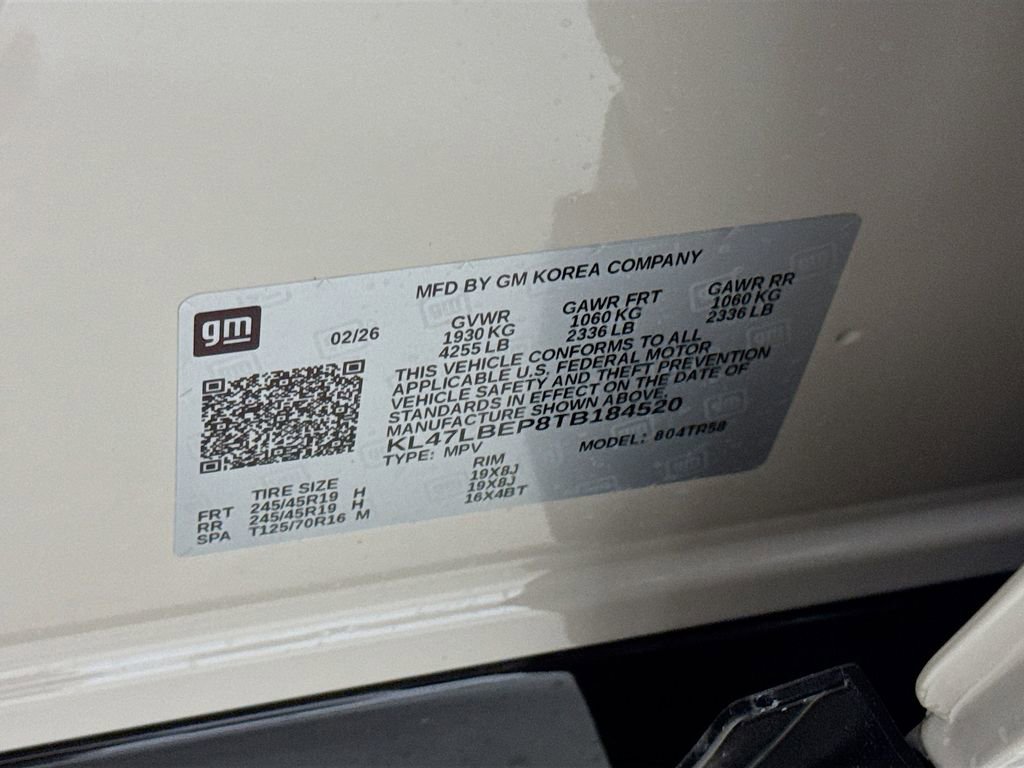 MFD BY GM KOREA COMPANY
gm
02/26
GVWR GAWR FRT GAWR RR
1930 KG 1060 KG 1060 KG
4255 LB 2336 LB 2336 LB
THIS VEHICLE CONFORMS TO ALL
APPLICABLE U.S. FEDERAL MOTOR
VEHICLE SAFETY AND THEFT PREVENTION
STANDARDS IN EFFECT ON THE DATE OF
MANUFACTURE SHOWN ABOVE.
KL47LBEP8TB184520
TYPE: MPV MODEL: 804TR58
TIRE SIZE RIM
FRT 245/45R19 H 19X8J
RR 245/45R19 H 19X8J
SPA T125/70R16 M 16X4BT